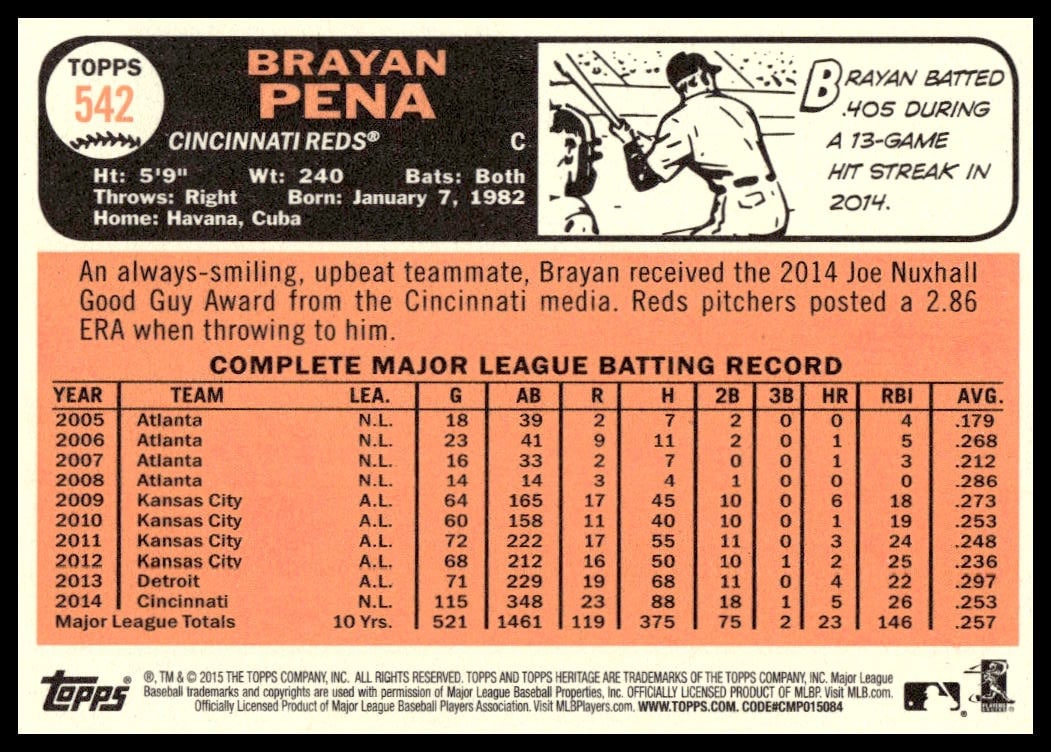 TOPPS
542
BRAYAN
PENA
CINCINNATI REDS® C
Ht: 5'9" Wt: 240 Bats: Both
Throws: Right Born: January 7, 1982
Home: Havana, Cuba
BRAYAN BATTED
.405 DURING
A 13-GAME
HIT STREAK IN
2014.
An always-smiling, upbeat teammate, Brayan received the 2014 Joe Nuxhall
Good Guy Award from the Cincinnati media. Reds pitchers posted a 2.86
ERA when throwing to him.
COMPLETE MAJOR LEAGUE BATTING RECORD
YEAR TEAM LEA. G AB R H 2B 3B HR RBI AVG.
2005 Atlanta N.L. 18 39 2 7 2 0 0 4 .179
2006 Atlanta N.L. 23 41 9 11 2 0 1 5 .268
2007 Atlanta N.L. 16 33 2 7 0 0 1 3 .212
2008 Atlanta N.L. 14 14 3 4 1 0 0 0 .286
2009 Kansas City A.L. 64 165 17 45 10 0 6 18 .273
2010 Kansas City A.L. 60 158 11 40 10 0 1 19 .253
2011 Kansas City A.L. 72 222 17 55 11 0 3 24 .248
2012 Kansas City A.L. 68 212 16 50 10 1 2 25 .236
2013 Detroit A.L. 71 229 19 68 11 0 4 22 .297
2014 Cincinnati N.L. 115 348 23 88 18 1 5 26 .253
Major League Totals 10 Yrs. 521 1461 119 375 75 2 23 146 .257
topps®
®, TM & © 2015 THE TOPPS COMPANY, INC. ALL RIGHTS RESERVED. TOPPS AND TOPPS HERITAGE ARE TRADEMARKS OF THE TOPPS COMPANY, INC. Major League
Baseball trademarks and copyrights are used with permission of Major League Baseball Properties, Inc. OFFICIALLY LICENSED PRODUCT OF MLBP. Visit MLB.com.
Officially Licensed Product of Major League Baseball Players Association. Visit MLBPlayers.com. WWW.TOPPS.COM. CODE#CMP015084